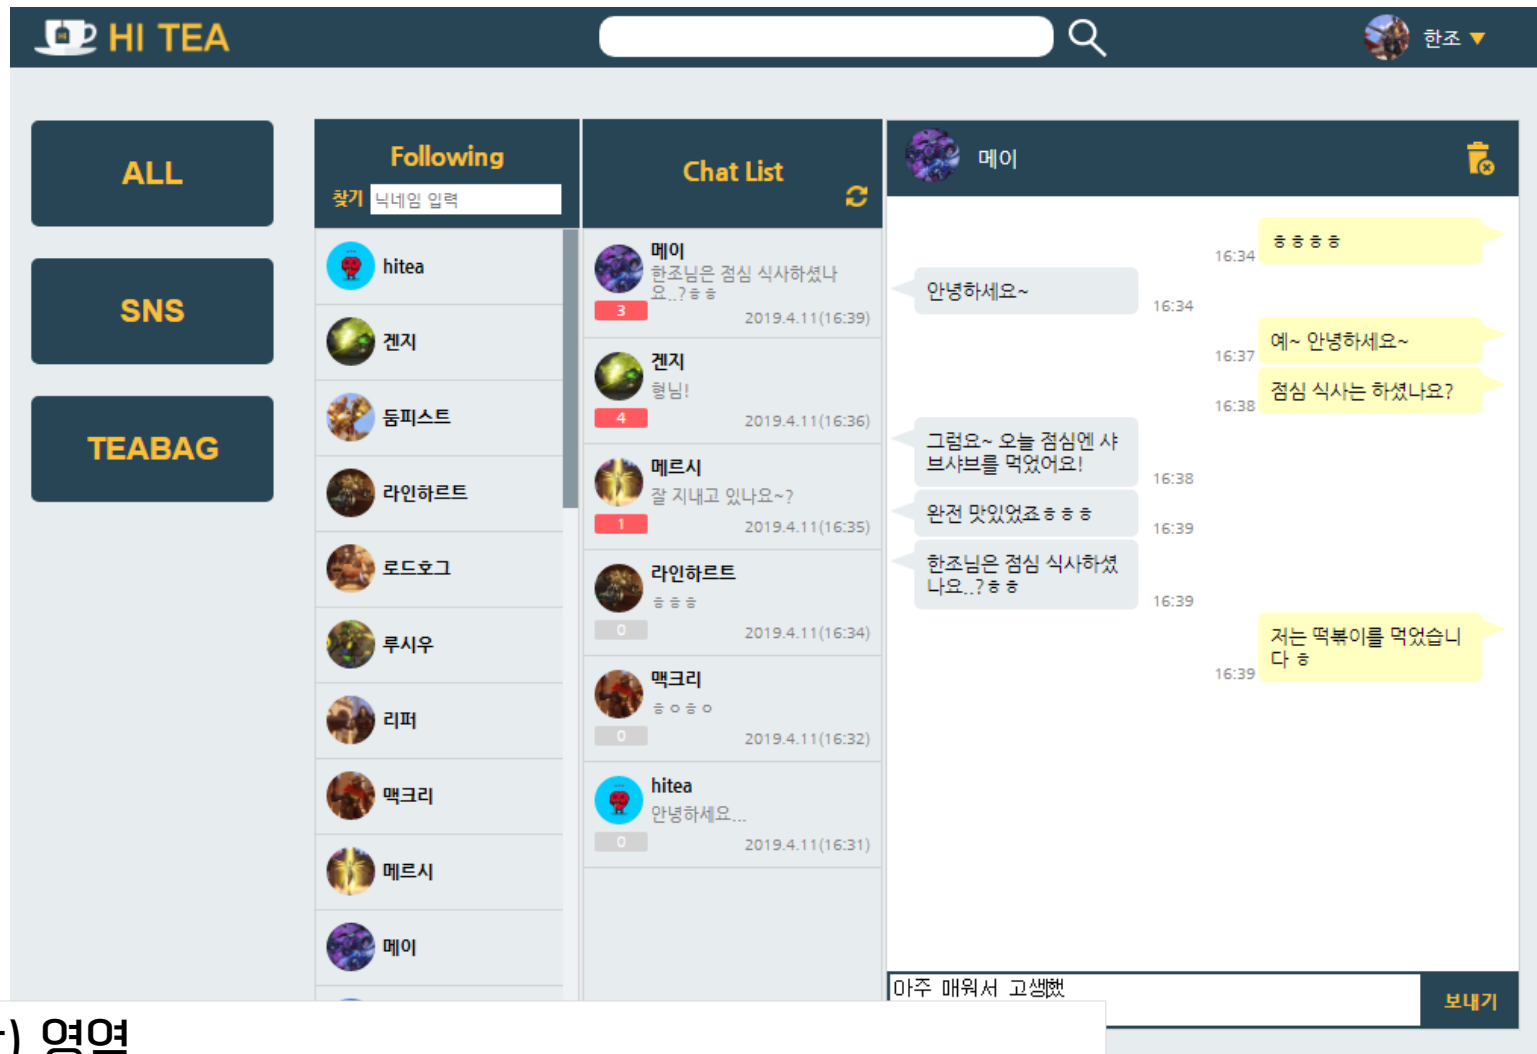 HI TEA
한조 ▼
ALL
SNS
TEABAG
Following
찾기 닉네임 입력
hitea
겐지
둠피스트
라인하르트
로드호그
루시우
리퍼
맥크리
메르시
메이
Chat List
메이
한조님은 점심 식사하셨나
요..?ㅎㅎ
3
2019.4.11(16:39)
겐지
형님!
4
2019.4.11(16:36)
메르시
잘 지내고 있나요~?
1
2019.4.11(16:35)
라인하르트
ㅎㅎㅎ
0
2019.4.11(16:34)
맥크리
ㅎㅇㅎㅇ
0
2019.4.11(16:32)
hitea
안녕하세요...
0
2019.4.11(16:31)
메이
ㅎㅎㅎㅎ
16:34
안녕하세요~
16:34
예~ 안녕하세요~
16:37
점심 식사는 하셨나요?
16:38
그럼요~ 오늘 점심엔 샤
브샤브를 먹었어요!
16:38
완전 맛있었죠ㅎㅎㅎ
16:39
한조님은 점심 식사하셨
나요..?ㅎㅎ
16:39
저는 떡볶이를 먹었습니
다 ㅎ
16:39
아주 매워서 고생했
보내기
) 영역